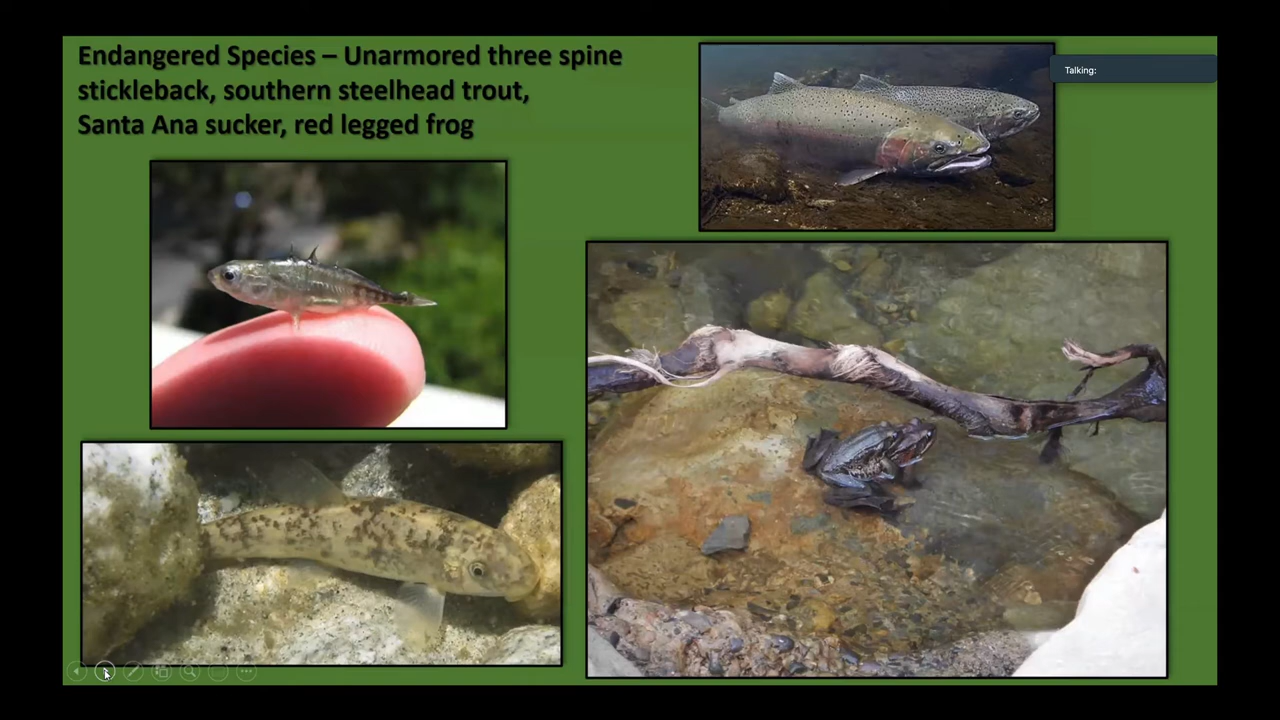 Endangered Species – Unarmored three spine
stickleback, southern steelhead trout,
Santa Ana sucker, red legged frog
Talking: